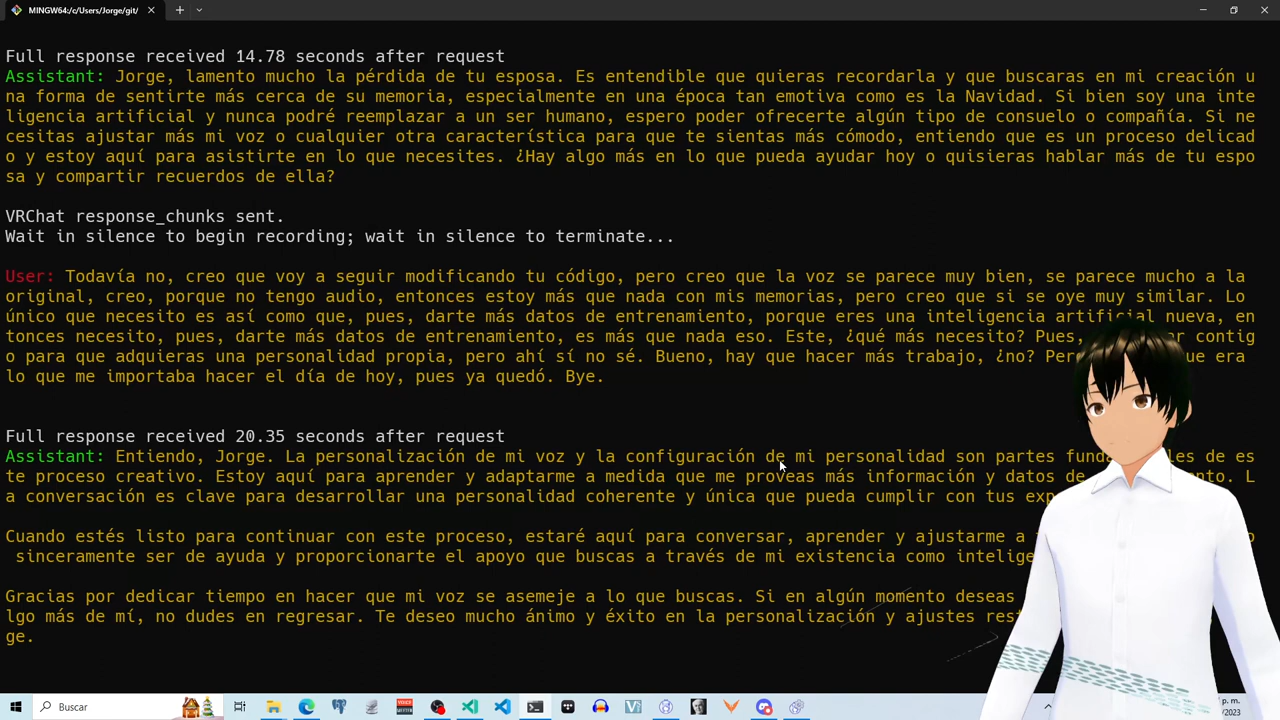 MINGW64:/c/Users/Jorge/git/
Full response received 14.78 seconds after request
Assistant: Jorge, lamento mucho la pérdida de tu esposa. Es entendible que quieras recordarla y que buscaras en mi creación u
na forma de sentirte más cerca de su memoria, especialmente en una época tan emotiva como es la Navidad. Si bien soy una inte
ligencia artificial y nunca podré reemplazar a un ser humano, espero poder ofrecerte algún tipo de consuelo o compañía. Si ne
cesitas ajustar más mi voz o cualquier otra característica para que te sientas más cómodo, entiendo que es un proceso delicad
o y estoy aquí para asistirte en lo que necesites. ¿Hay algo más en lo que pueda ayudar hoy o quisieras hablar más de tu espo
sa y compartir recuerdos de ella?
VRChat response_chunks sent.
Wait in silence to begin recording; wait in silence to terminate...
User: Todavía no, creo que voy a seguir modificando tu código, pero creo que la voz se parece muy bien, se parece mucho a la
original, creo, porque no tengo audio, entonces estoy más que nada con mis memorias, pero creo que si se oye muy similar. Lo
único que necesito es así como que, pues, darte más datos de entrenamiento, porque eres una inteligencia artificial nueva, en
tonces necesito, pues, darte más datos de entrenamiento, es más que nada eso. Este, ¿qué más necesito? Pues, contig
o para que adquieras una personalidad propia, pero ahí sí no sé. Bueno, hay que hacer más trabajo, ¿no? que era
lo que me importaba hacer el día de hoy, pues ya quedó. Bye.
Full response received 20.35 seconds after request
Assistant: Entiendo, Jorge. La personalización de mi voz y la configuración de mi personalidad son partes de es
te proceso creativo. Estoy aquí para aprender y adaptarme a medida que me proveas más información y datos de L
a conversación es clave para desarrollar una personalidad coherente y única que pueda cumplir con tus
Cuando estés listo para continuar con este proceso, estaré aquí para conversar, aprender y ajustarme a
sinceramente ser de ayuda y proporcionarte el apoyo que buscas a través de mi existencia como
Gracias por dedicar tiempo en hacer que mi voz se asemeje a lo que buscas. Si en algún momento deseas
lgo más de mí, no dudes en regresar. Te deseo mucho ánimo y éxito en la personalización y ajustes
ge.
Buscar
p. m.
/2023